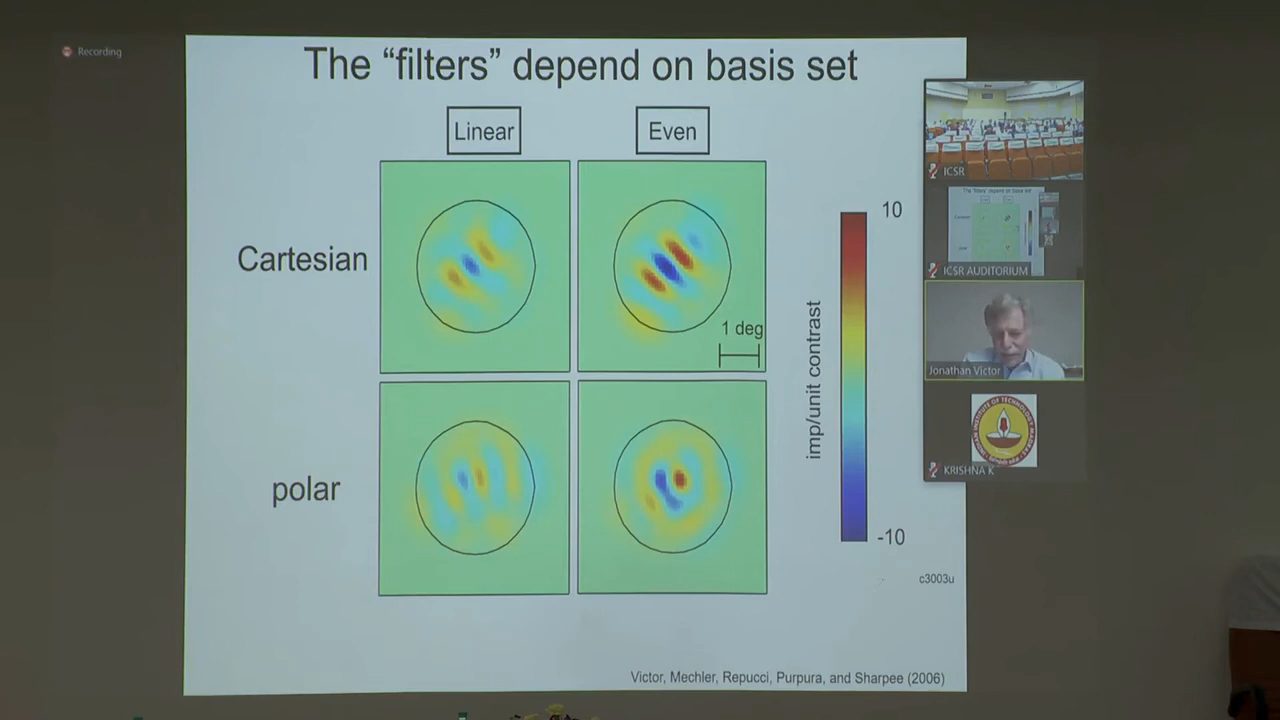 Recording
The “filters” depend on basis set
Linear
Even
Cartesian
1 deg
polar
10
imp/unit contrast
-10
c3003u
Victor, Mechler, Repucci, Purpura, and Sharpee (2006)
ICSR
ICSR AUDITORIUM
Jonathan Victor
KRISHNA K